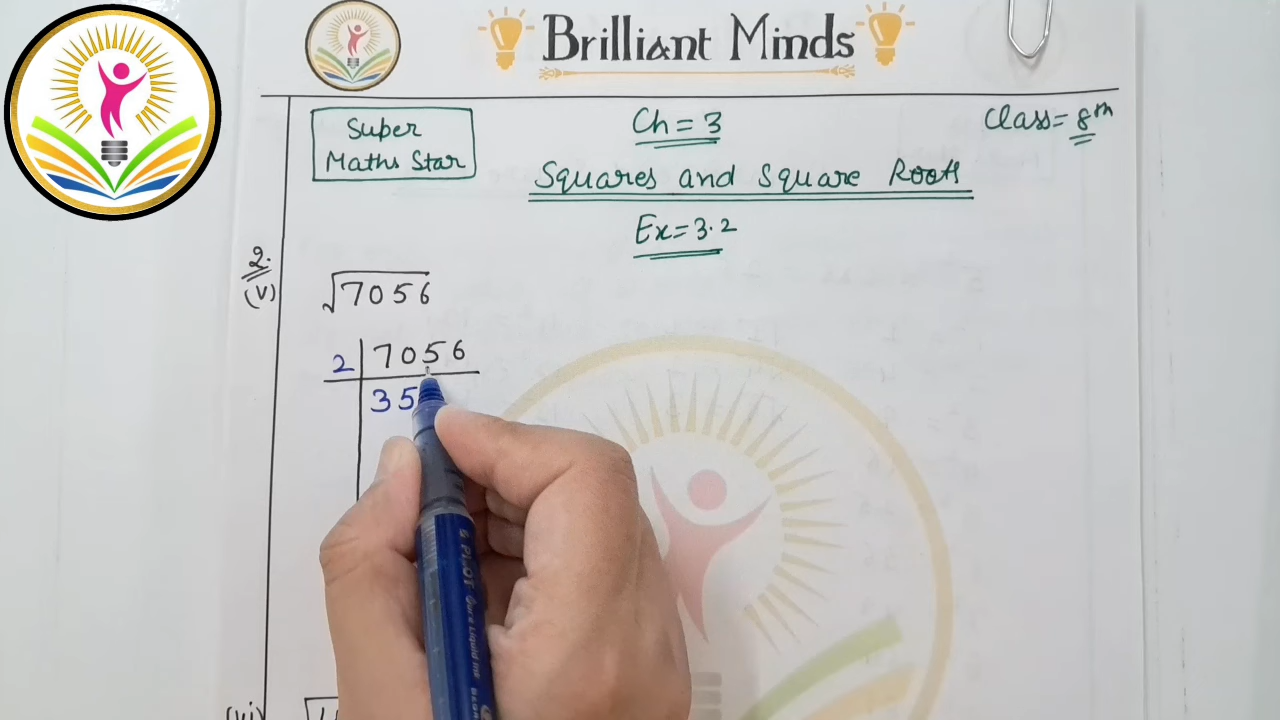 Brilliant Minds
Super
Maths Star
Ch = 3
Class = 8th
Squares and Square Roots
Ex = 3.2
2.
(v)
√7056
2 | 7056
35
(vi)